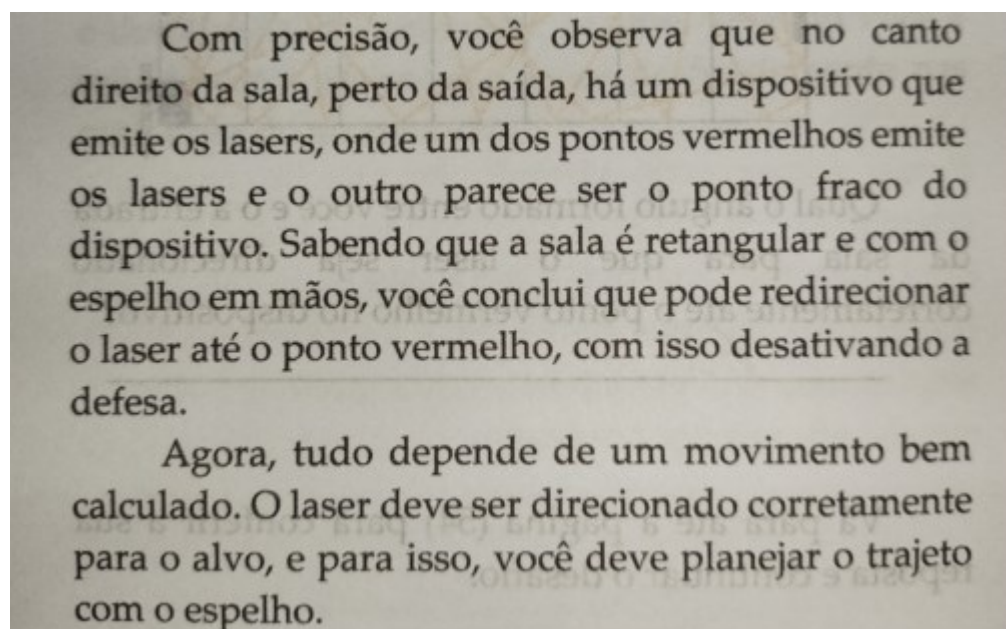 Com precisão, você observa que no canto
direito da sala, perto da saída, há um dispositivo que
emite os lasers, onde um dos pontos vermelhos emite
os lasers e o outro parece ser o ponto fraco do
dispositivo. Sabendo que a sala é retangular e com o
espelho em mãos, você conclui que pode redirecionar
o laser até o ponto vermelho, com isso desativando a
defesa.
Agora, tudo depende de um movimento bem
calculado. O laser deve ser direcionado corretamente
para o alvo, e para isso, você deve planejar o trajeto
com o espelho.